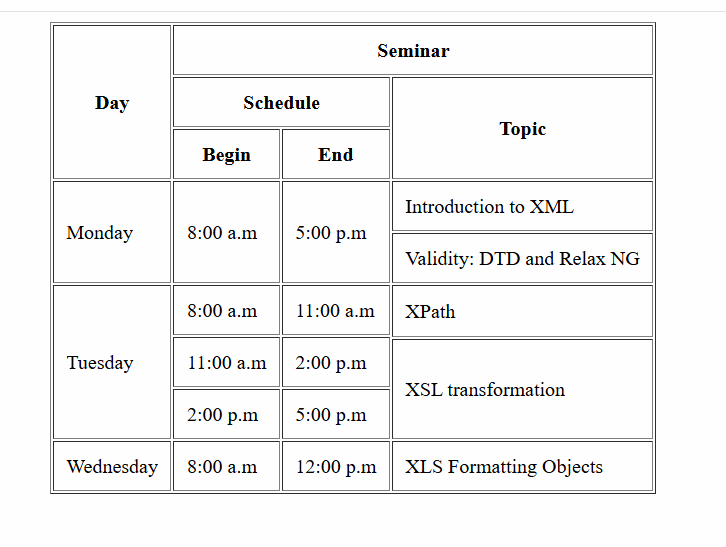 Seminar
Day
Schedule
Topic
Begin
End
Introduction to XML
Monday
8:00 a.m
5:00 p.m
Validity: DTD and Relax NG
8:00 a.m
11:00 a.m
XPath
Tuesday
11:00 a.m
2:00 p.m
XSL transformation
2:00 p.m
5:00 p.m
Wednesday
8:00 a.m
12:00 p.m
XLS Formatting Objects